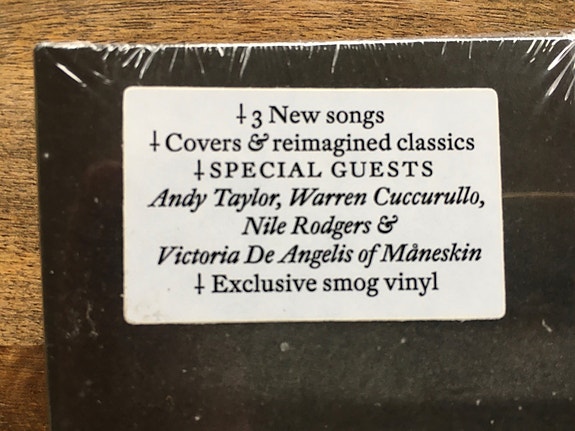 ⸸3 New songs
⸸Covers & reimagined classics
⸸SPECIAL GUESTS
Andy Taylor, Warren Cuccurullo,
Nile Rodgers &
Victoria De Angelis of Måneskin
⸸Exclusive smog vinyl